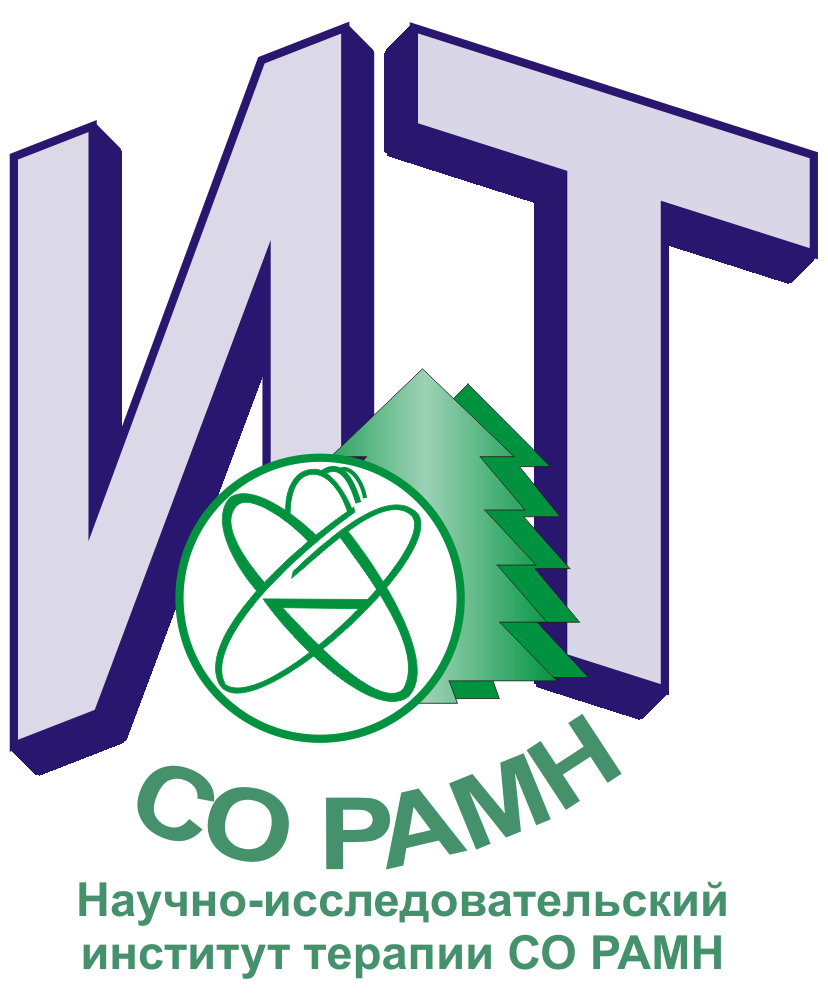 ИТ
СО РАМН
Научно-исследовательский
институт терапии СО РАМН